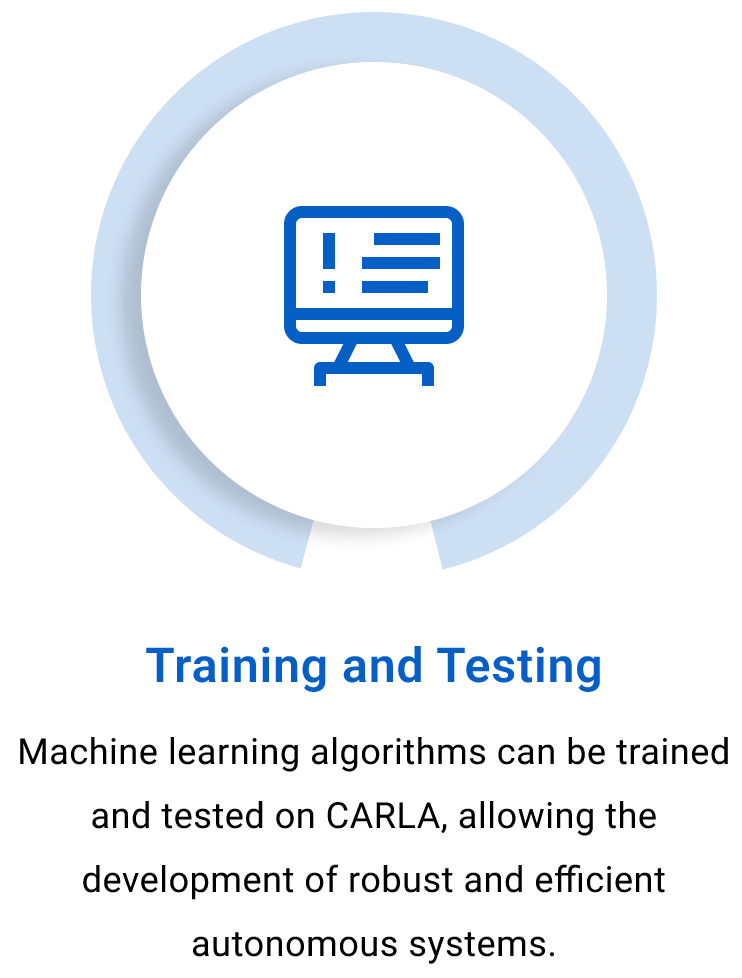 Training and Testing
Machine learning algorithms can be trained
and tested on CARLA, allowing the
development of robust and efficient
autonomous systems.